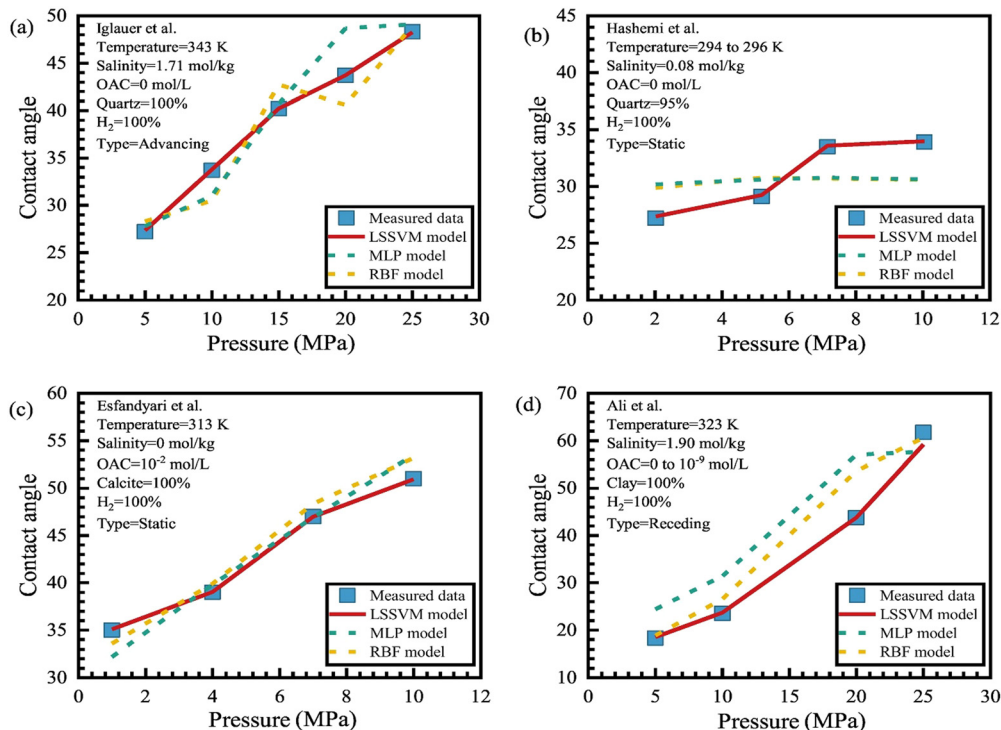 (a)
Iglauer et al.
Temperature=343 K
Salinity=1.71 mol/kg
OAC=0 mol/L
Quartz=100%
H₂=100%
Type=Advancing
Measured data
LSSVM model
MLP model
RBF model
Contact angle
50
45
40
35
30
25
20
0
5
10
15
20
25
30
Pressure (MPa)
(b)
Hashemi et al.
Temperature=294 to 296 K
Salinity=0.08 mol/kg
OAC=0 mol/L
Quartz=95%
H₂=100%
Type=Static
Measured data
LSSVM model
MLP model
RBF model
Contact angle
45
40
35
30
25
20
0
2
4
6
8
10
12
Pressure (MPa)
(c)
Esfandyari et al.
Temperature=313 K
Salinity=0 mol/kg
OAC=10⁻² mol/L
Calcite=100%
H₂=100%
Type=Static
Measured data
LSSVM model
MLP model
RBF model
Contact angle
60
55
50
45
40
35
30
0
2
4
6
8
10
12
Pressure (MPa)
(d)
Ali et al.
Temperature=323 K
Salinity=1.90 mol/kg
OAC=0 to 10⁻⁹ mol/L
Clay=100%
H₂=100%
Type=Receding
Measured data
LSSVM model
MLP model
RBF model
Contact angle
70
60
50
40
30
20
10
0
5
10
15
20
25
30
Pressure (MPa)